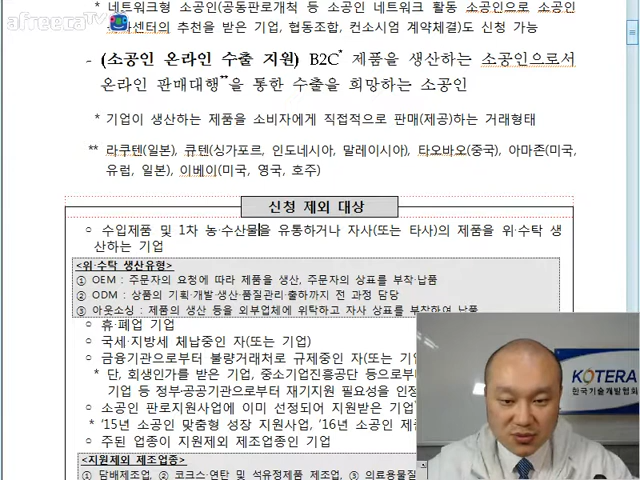 afreecaTV
* 네트워크형 소공인(공동판로개척 등 소공인 네트워크 활동 소공인으로 소공인
센터의 추천을 받은 기업, 협동조합, 컨소시엄 계약체결)도 신청 가능
- (소공인 온라인 수출 지원) B2C* 제품을 생산하는 소공인으로서
온라인 판매대행**을 통한 수출을 희망하는 소공인
* 기업이 생산하는 제품을 소비자에게 직접적으로 판매(제공)하는 거래형태
** 라쿠텐(일본), 큐텐(싱가포르, 인도네시아, 말레이시아), 타오바오(중국), 아마존(미국,
유럽, 일본), 이베이(미국, 영국, 호주)
신청 제외 대상
○ 수입제품 및 1차 농·수산물을 유통하거나 자사(또는 타사)의 제품을 위·수탁 생
산하는 기업
<위·수탁 생산유형>
① OEM : 주문자의 요청에 따라 제품을 생산, 주문자의 상표를 부착·납품
② ODM : 상품의 기획·개발·생산·품질관리·출하까지 전 과정 담당
③ 아웃소싱 : 제품의 생산 등을 외부업체에 위탁하고 자사 상표를 부착하여 납품
○ 휴·폐업 기업
○ 국세·지방세 체납중인 자(또는 기업)
○ 금융기관으로부터 불량거래처로 규제중인 자(또는 기업
* 단, 회생인가를 받은 기업, 중소기업진흥공단 등으로부
기업 등 정부·공공기관으로부터 재기지원 필요성을 인정
○ 소공인 판로지원사업에 이미 선정되어 지원받은 기업
* '15년 소공인 맞춤형 성장 지원사업, '16년 소공인 제품
○ 주된 업종이 지원제외 제조업종인 기업
<지원제외 제조업종>
① 담배제조업, ② 코크스·연탄 및 석유정제품 제조업, ③ 의료용물질
KOTERA
한국기술개발협회